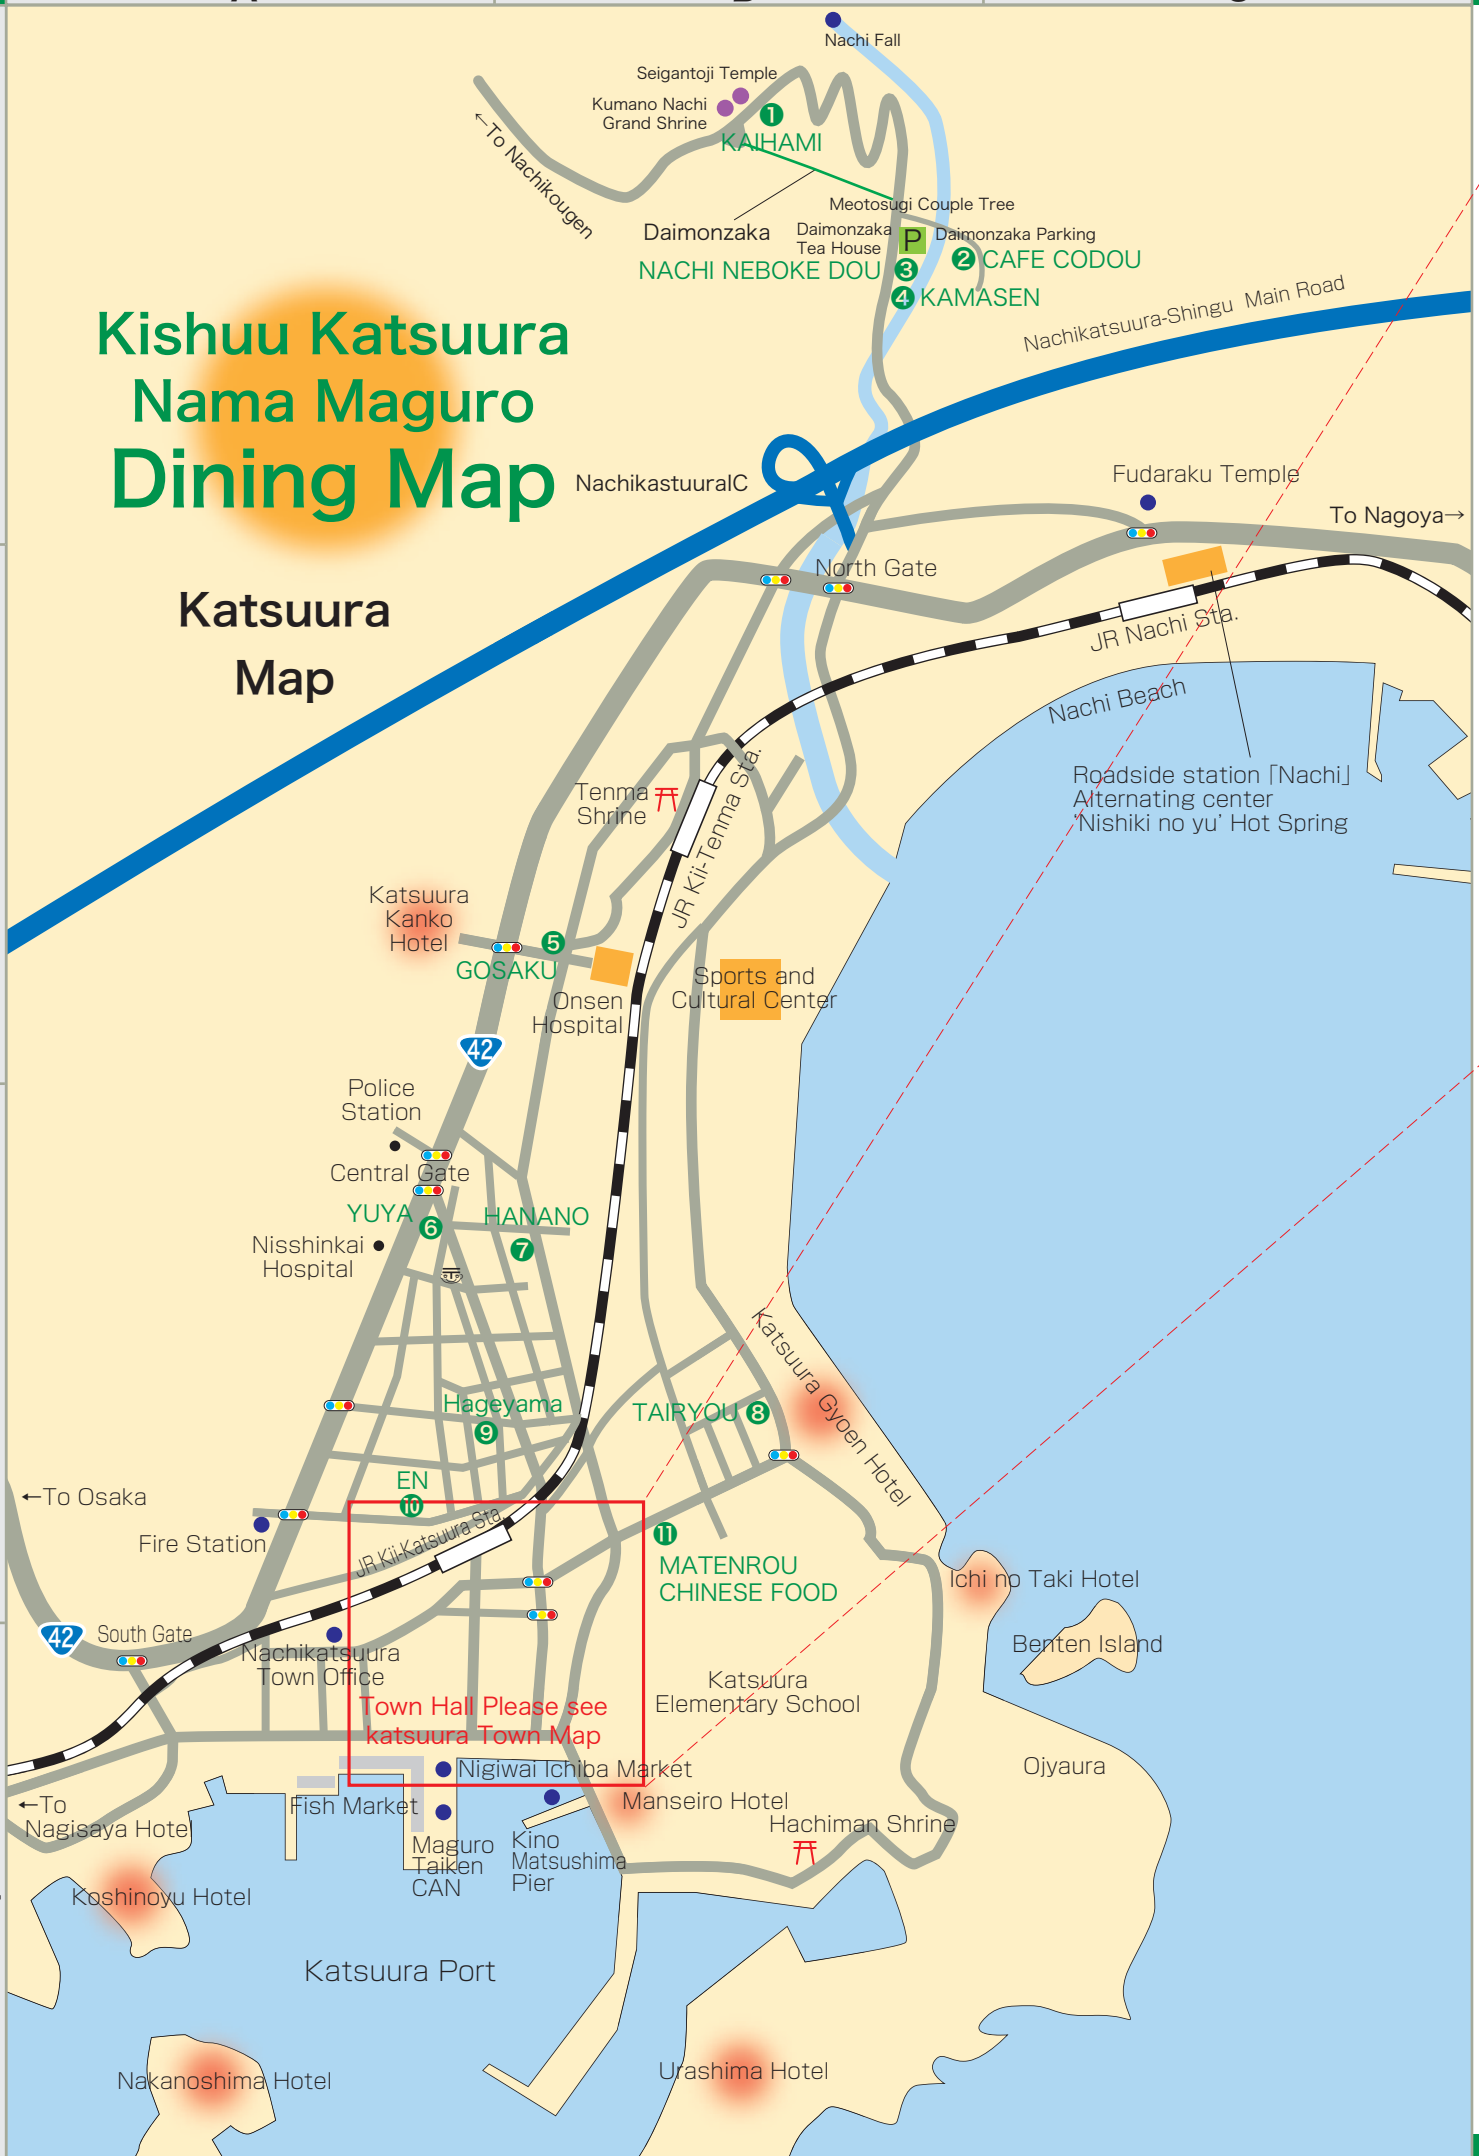 Nachi Fall
Seigantoji Temple
Kumano Nachi
Grand Shrine
1
KAIHAMI
←To Nachikougen
Meotosugi Couple Tree
Daimonzaka
Daimonzaka
Tea House
P
Daimonzaka Parking
2 CAFE CODOU
NACHI NEBOKE DOU 3
4 KAMASEN
Nachikatsuura-Shingu Main Road
Kishuu Katsuura
Nama Maguro
Dining Map
Katsuura
Map
NachikastuuraIC
Fudaraku Temple
To Nagoya→
North Gate
JR Nachi Sta.
Nachi Beach
Roadside station「Nachi」
Alternating center
'Nishiki no yu' Hot Spring
Tenma
Shrine
JR Kii-Tenma Sta.
Katsuura
Kanko
Hotel
5
GOSAKU
Onsen
Hospital
Sports and
Cultural Center
42
Police
Station
Central Gate
YUYA 6
HANANO
7
Nisshinkai
Hospital
Katsuura Gyoen Hotel
Hageyama
9
TAIRYOU 8
EN
10
←To Osaka
Fire Station
JR Kii-Katsuura Sta.
11
MATENROU
CHINESE FOOD
Ichi no Taki Hotel
Benten Island
42
South Gate
Nachikatsuura
Town Office
Katsuura
Elementary School
Town Hall Please see
katsuura Town Map
Ojyaura
Nigiwai Ichiba Market
←To
Nagisaya Hotel
Fish Market
Manseiro Hotel
Hachiman Shrine
Maguro
Taiken
CAN
Kino
Matsushima
Pier
Koshinoyu Hotel
Katsuura Port
Nakanoshima Hotel
Urashima Hotel